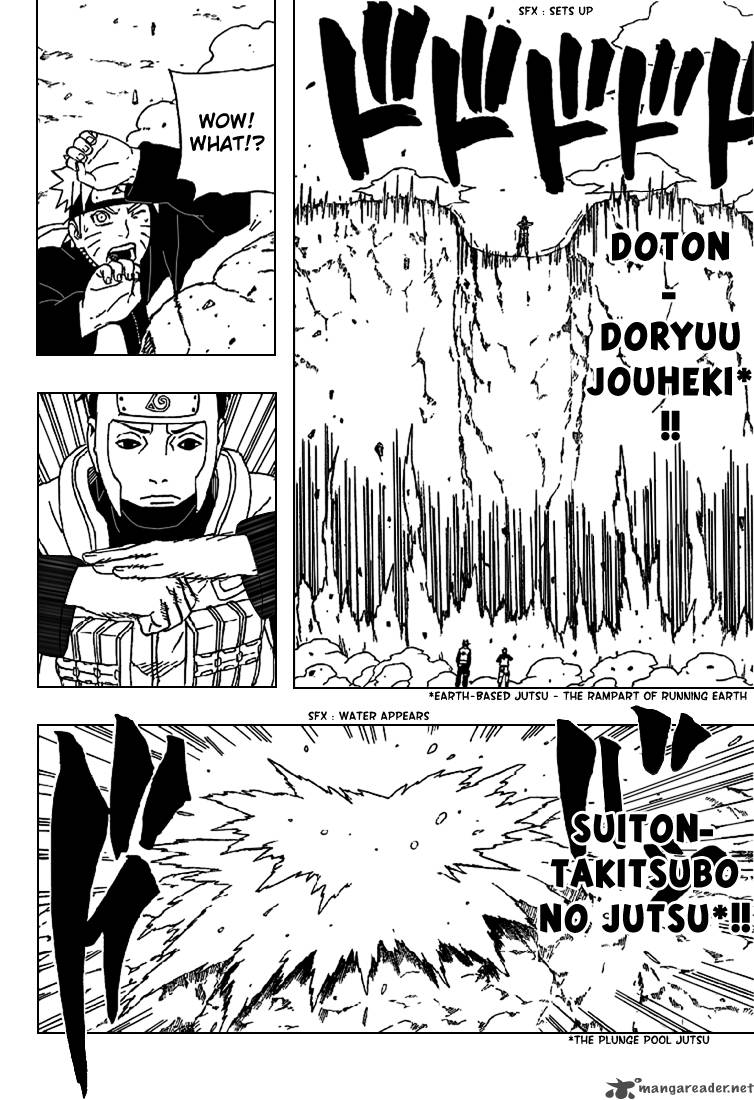 SFX : SETS UP
ドドドドド
DOTON
-
DORYUU
JOUHEKI*
!!
WOW!
WHAT!?
*EARTH-BASED JUTSU - THE RAMPART OF RUNNING EARTH
SFX : WATER APPEARS
SUITON-
TAKITSUBO
NO JUTSU*!!
*THE PLUNGE POOL JUTSU
mangareader.net